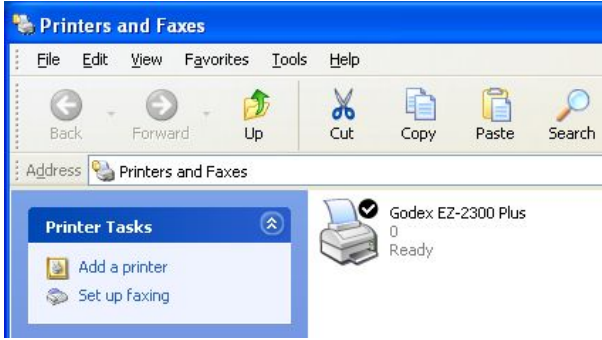 Printers and Faxes
File Edit View Favorites Tools Help
Back Forward Up Cut Copy Paste Search
Address Printers and Faxes
Printer Tasks
Add a printer
Set up faxing
Godex EZ-2300 Plus
0
Ready